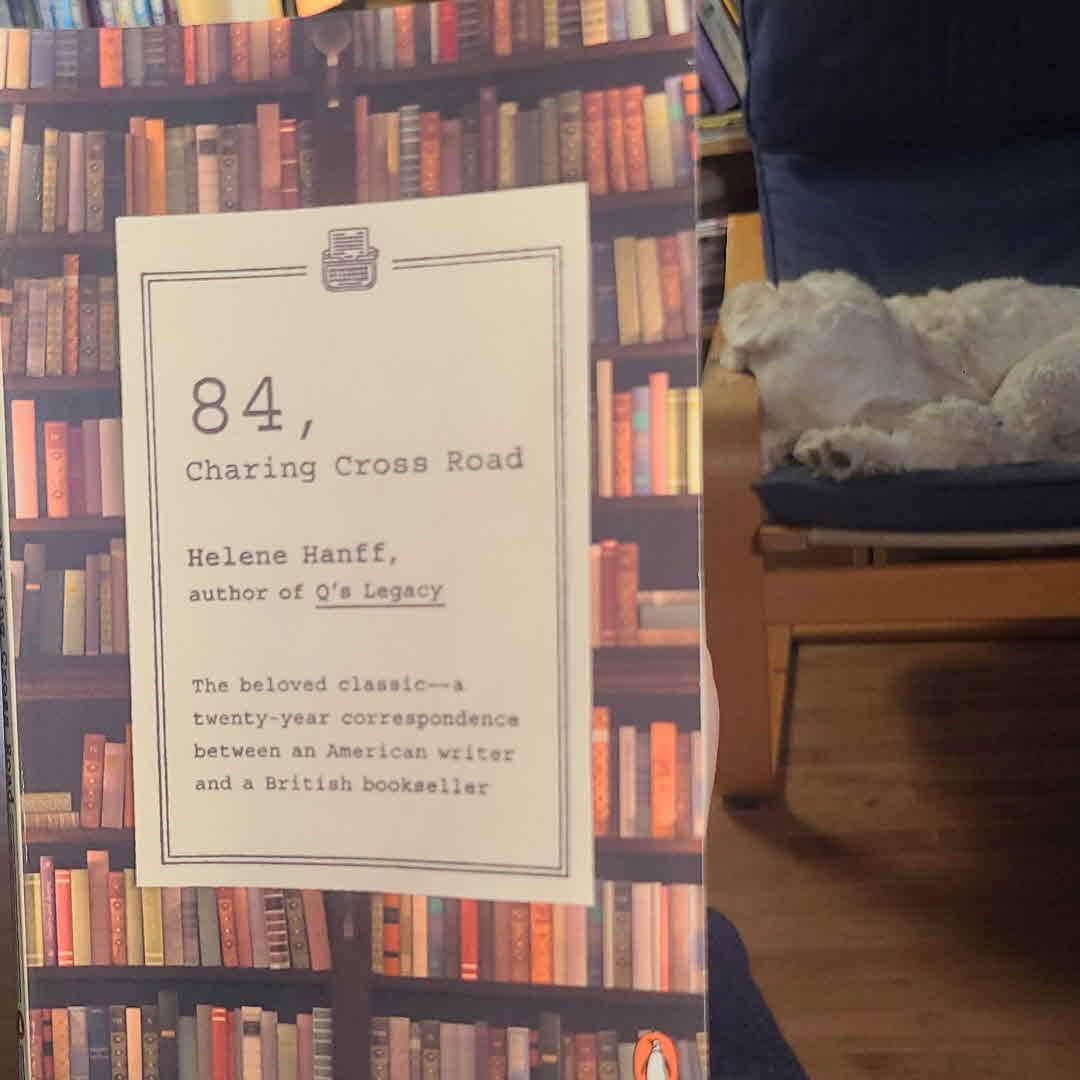 84,
Charing Cross Road
Helene Hanff,
author of Q's Legacy
The beloved classic—a
twenty-year correspondence
between an American writer
and a British bookseller